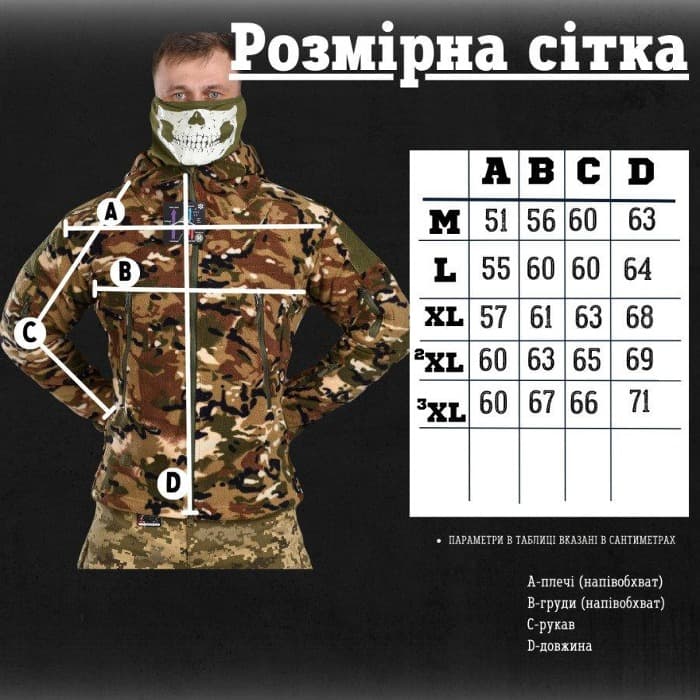 Розмірна сітка
A B C D
M 51 56 60 63
L 55 60 60 64
XL 57 61 63 68
2XL 60 63 65 69
3XL 60 67 66 71
A
B
C
D
• ПАРАМЕТРИ В ТАБЛИЦІ ВКАЗАНІ В САНТИМЕТРАХ
А-плечі (напівобхват)
В-груди (напівобхват)
С-рукав
D-довжина